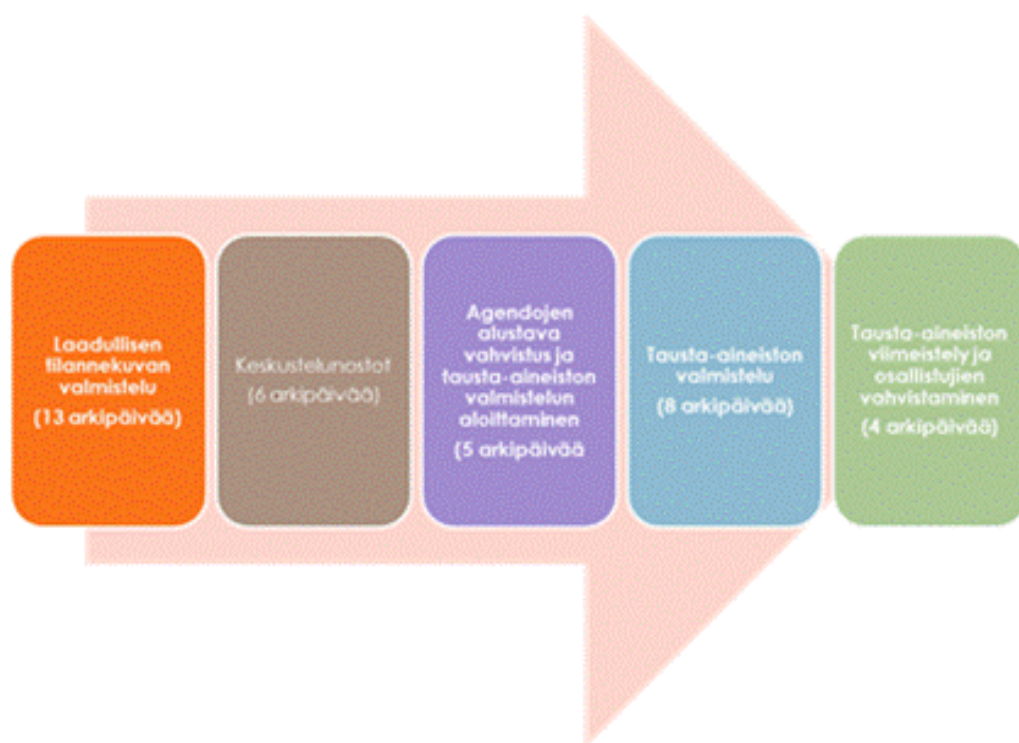 Laadullisen
tilannekuvan
valmistelu
(13 arkipäivää)
Keskustelunostot
(6 arkipäivää)
Agendojen
alustava
vahvistus ja
tausta-aineiston
valmistelun
aloittaminen
(5 arkipäivää
Tausta-aineiston
valmistelu
(8 arkipäivää)
Tausta-aineiston
viimeistely ja
osallistujien
vahvistaminen
(4 arkipäivää)